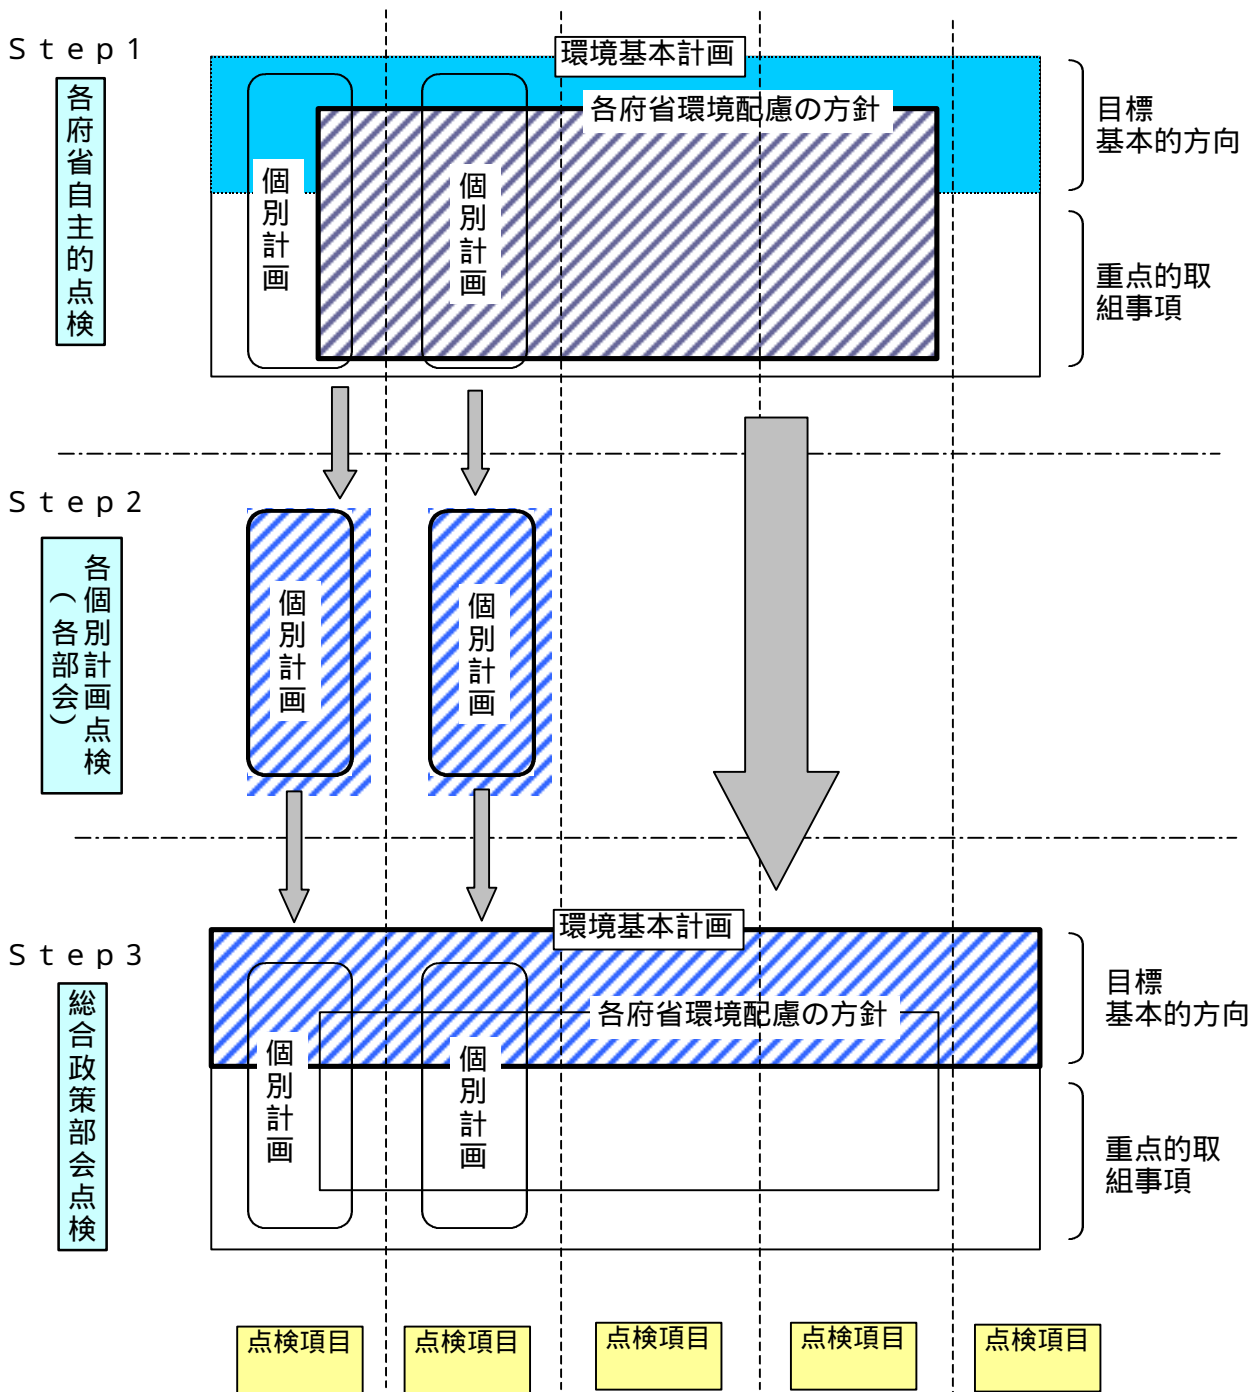 Ｓｔｅｐ1
各府省自主的点検
環境基本計画
各府省環境配慮の方針
個別計画
個別計画
目標
基本的方向
重点的取
組事項
Ｓｔｅｐ2
各個別計画点検
（各部会）
個別計画
個別計画
Ｓｔｅｐ3
総合政策部会点検
環境基本計画
各府省環境配慮の方針
個別計画
個別計画
目標
基本的方向
重点的取
組事項
点検項目
点検項目
点検項目
点検項目
点検項目